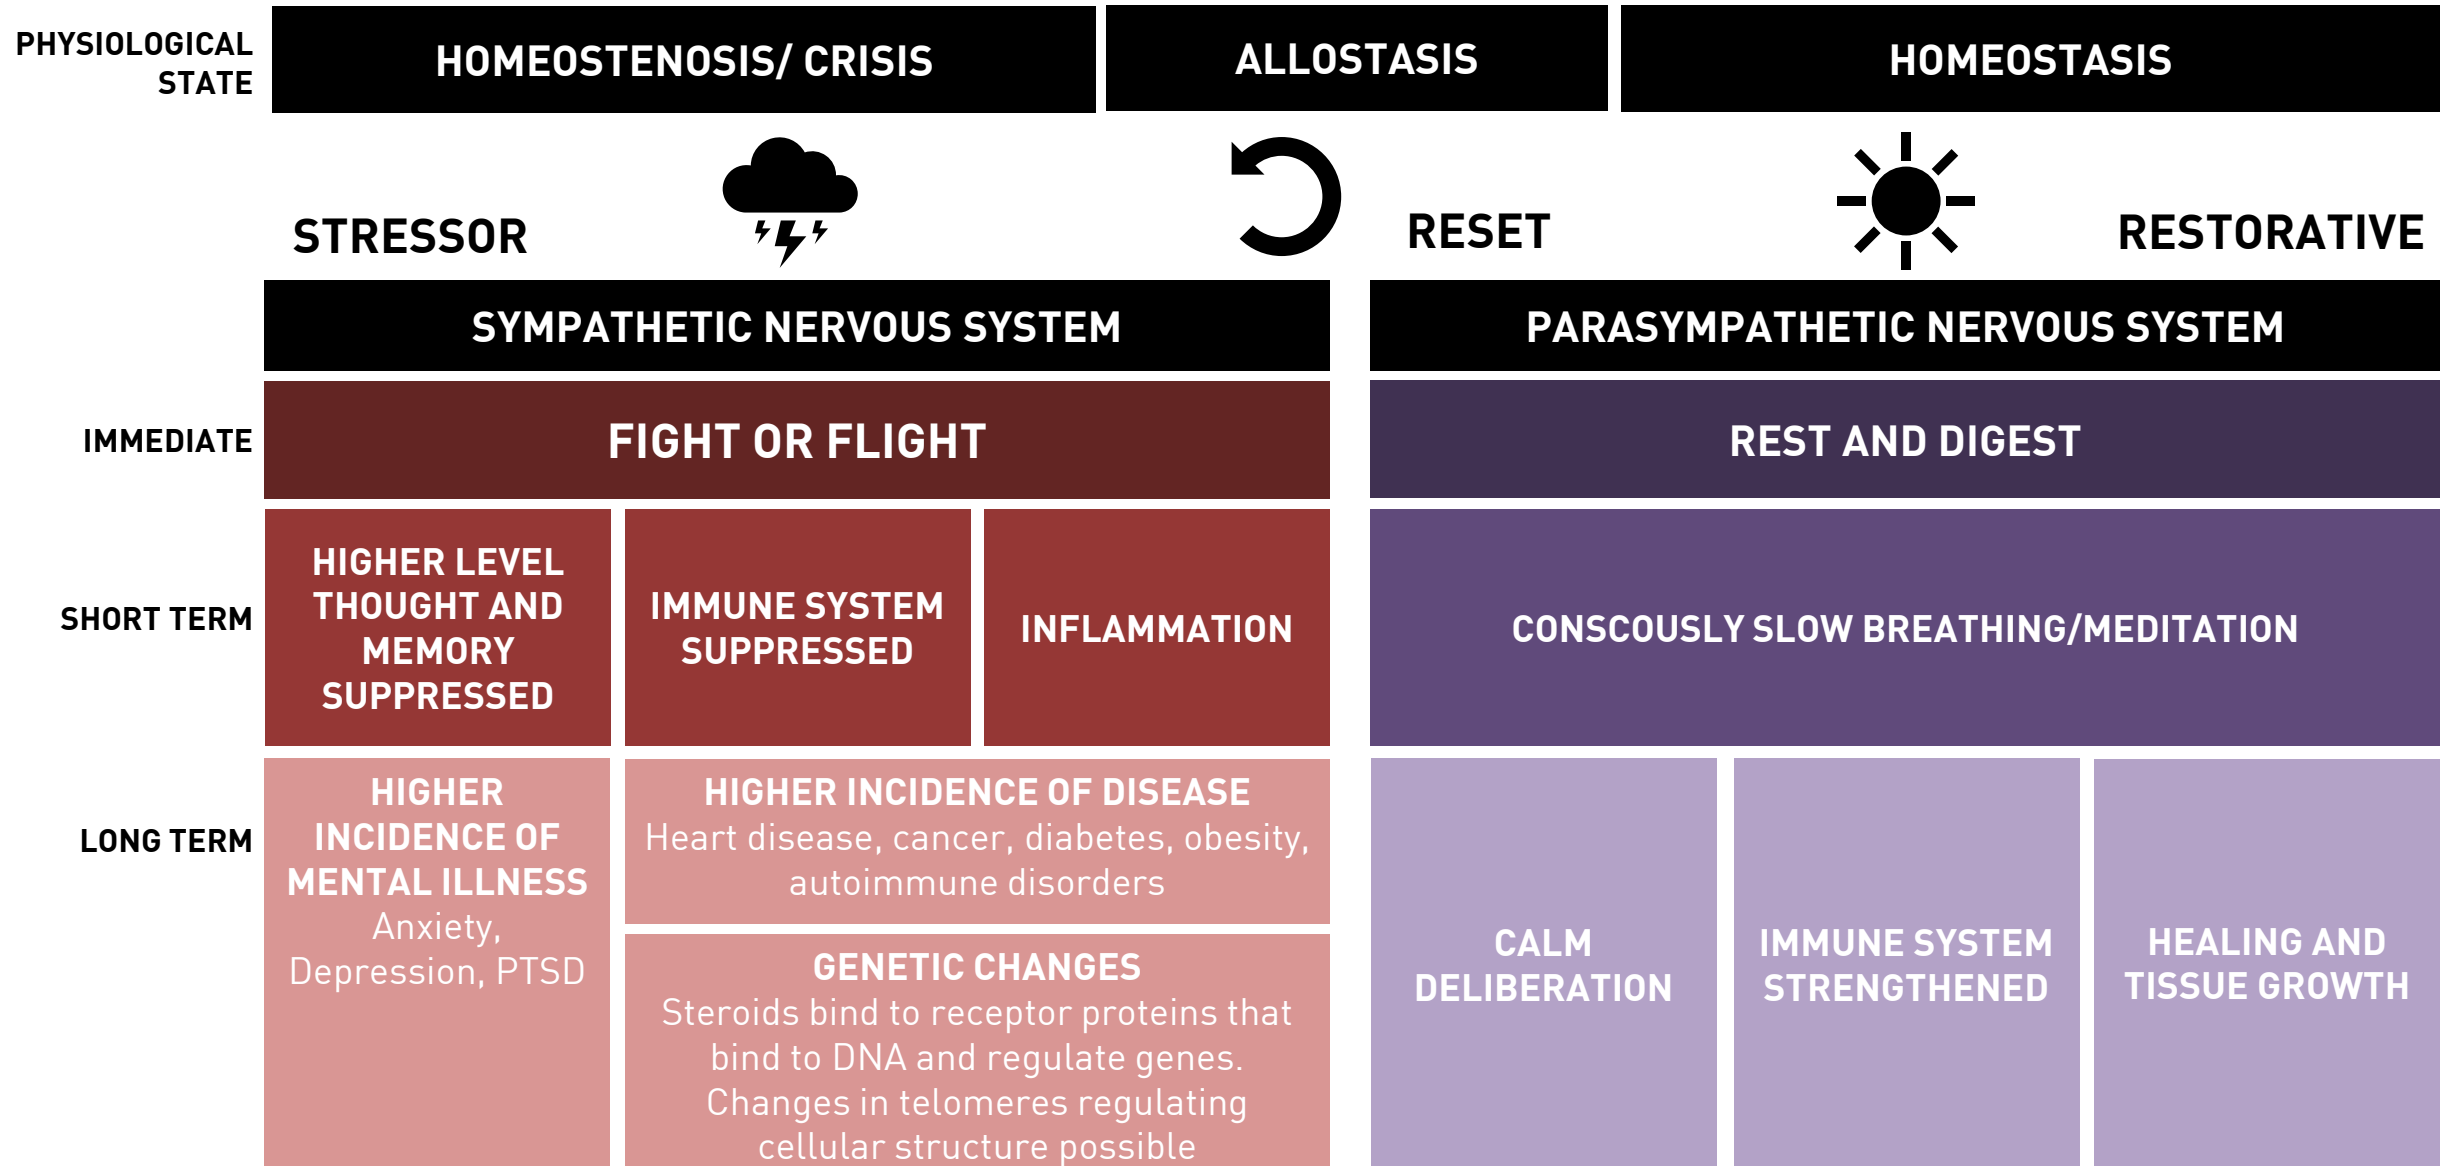 PHYSIOLOGICAL
STATE
HOMEOSTENOSIS/ CRISIS
ALLOSTASIS
HOMEOSTASIS
STRESSOR
RESET
RESTORATIVE
SYMPATHETIC NERVOUS SYSTEM
PARASYMPATHETIC NERVOUS SYSTEM
IMMEDIATE
FIGHT OR FLIGHT
REST AND DIGEST
SHORT TERM
HIGHER LEVEL
THOUGHT AND
MEMORY
SUPPRESSED
IMMUNE SYSTEM
SUPPRESSED
INFLAMMATION
CONSCOUSLY SLOW BREATHING/MEDITATION
LONG TERM
HIGHER
INCIDENCE OF
MENTAL ILLNESS
Anxiety,
Depression, PTSD
HIGHER INCIDENCE OF DISEASE
Heart disease, cancer, diabetes, obesity,
autoimmune disorders
GENETIC CHANGES
Steroids bind to receptor proteins that
bind to DNA and regulate genes.
Changes in telomeres regulating
cellular structure possible
CALM
DELIBERATION
IMMUNE SYSTEM
STRENGTHENED
HEALING AND
TISSUE GROWTH